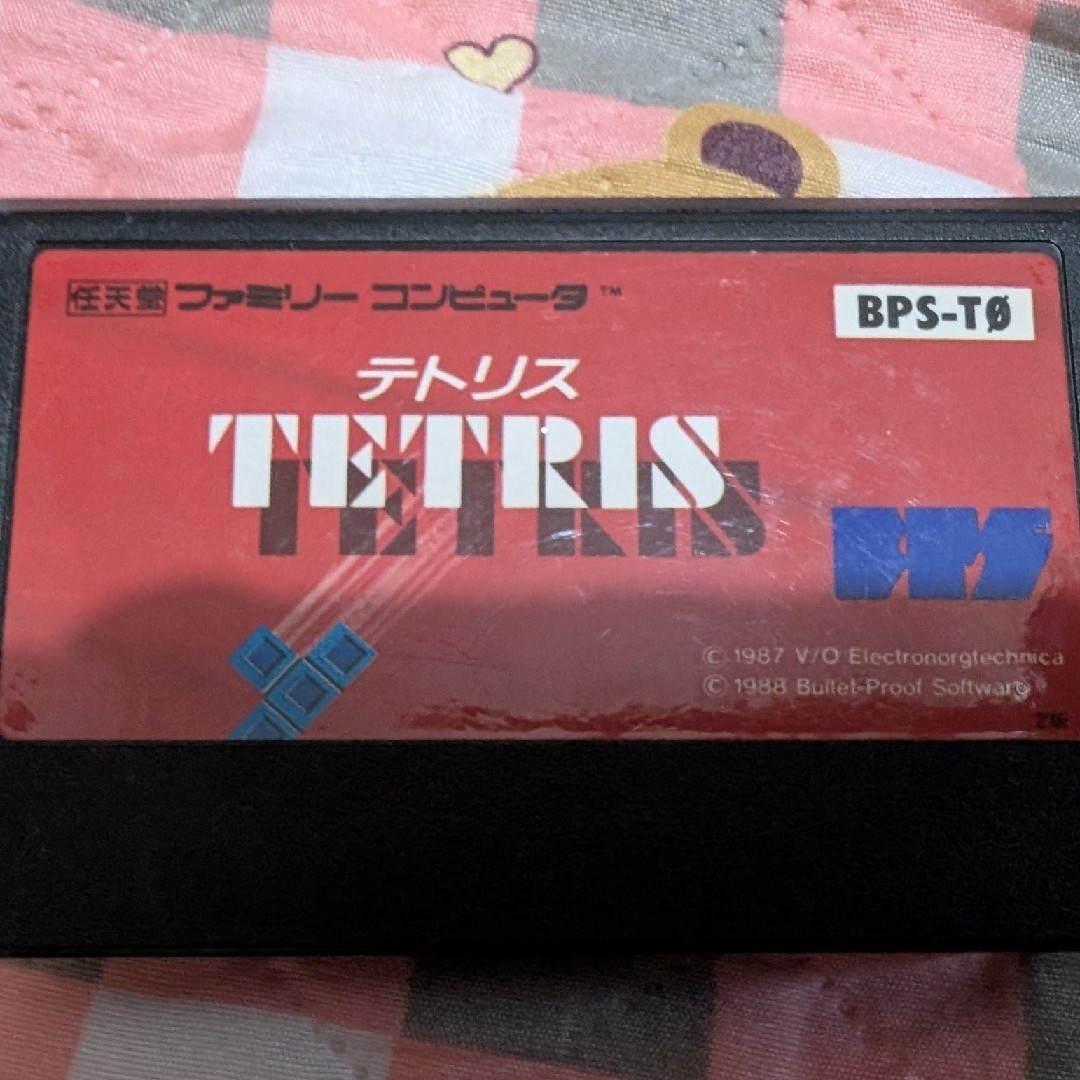 任天堂 ファミリーコンピュータ™
BPS-TØ
テトリス
TETRIS
BPS
© 1987 V/O Electronorgtechnica
© 1988 Bullet-Proof Software